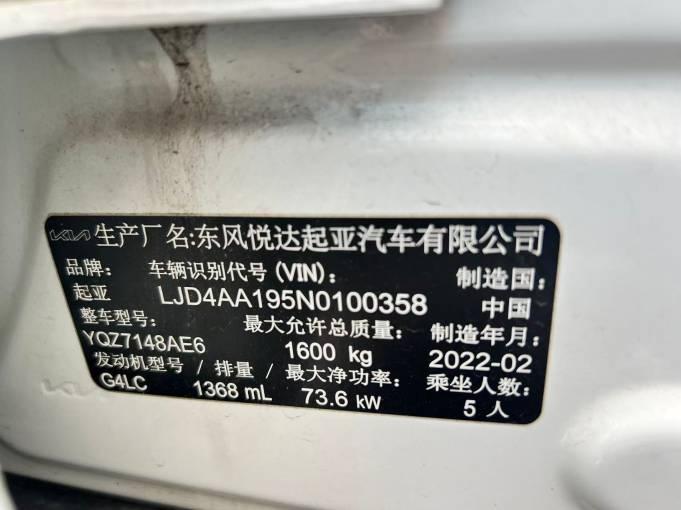 KIA 生产厂名:东风悦达起亚汽车有限公司
品牌: 车辆识别代号(VIN): 制造国:
起亚 LJD4AA195N0100358 中国
整车型号: 最大允许总质量: 制造年月:
YQZ7148AE6 1600 kg 2022-02
发动机型号 / 排量 / 最大净功率: 乘坐人数:
G4LC 1368 mL 73.6 kW 5 人